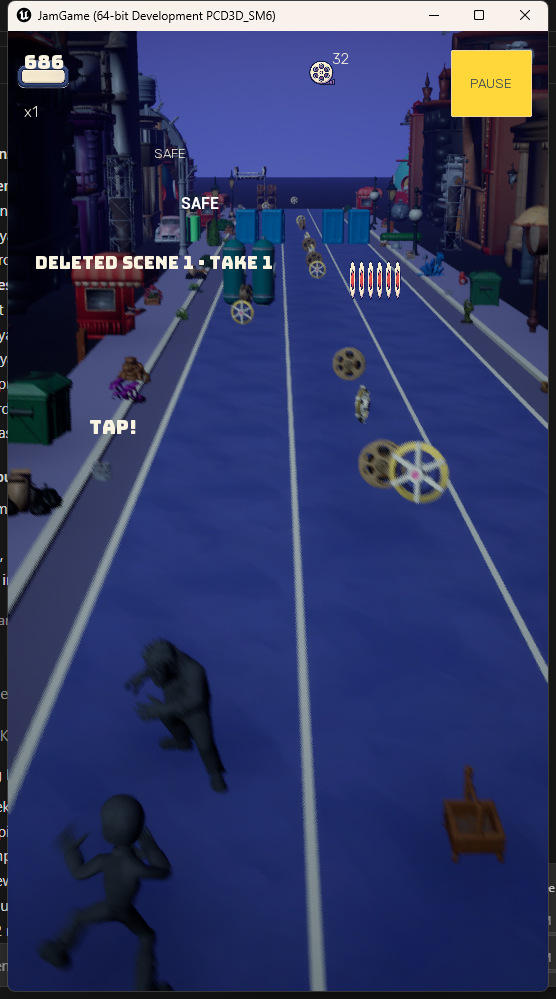 JamGame (64-bit Development PCD3D_SM6)
686
32
PAUSE
x1
SAFE
SAFE
DELETED SCENE 1 - TAKE 1
TAP!